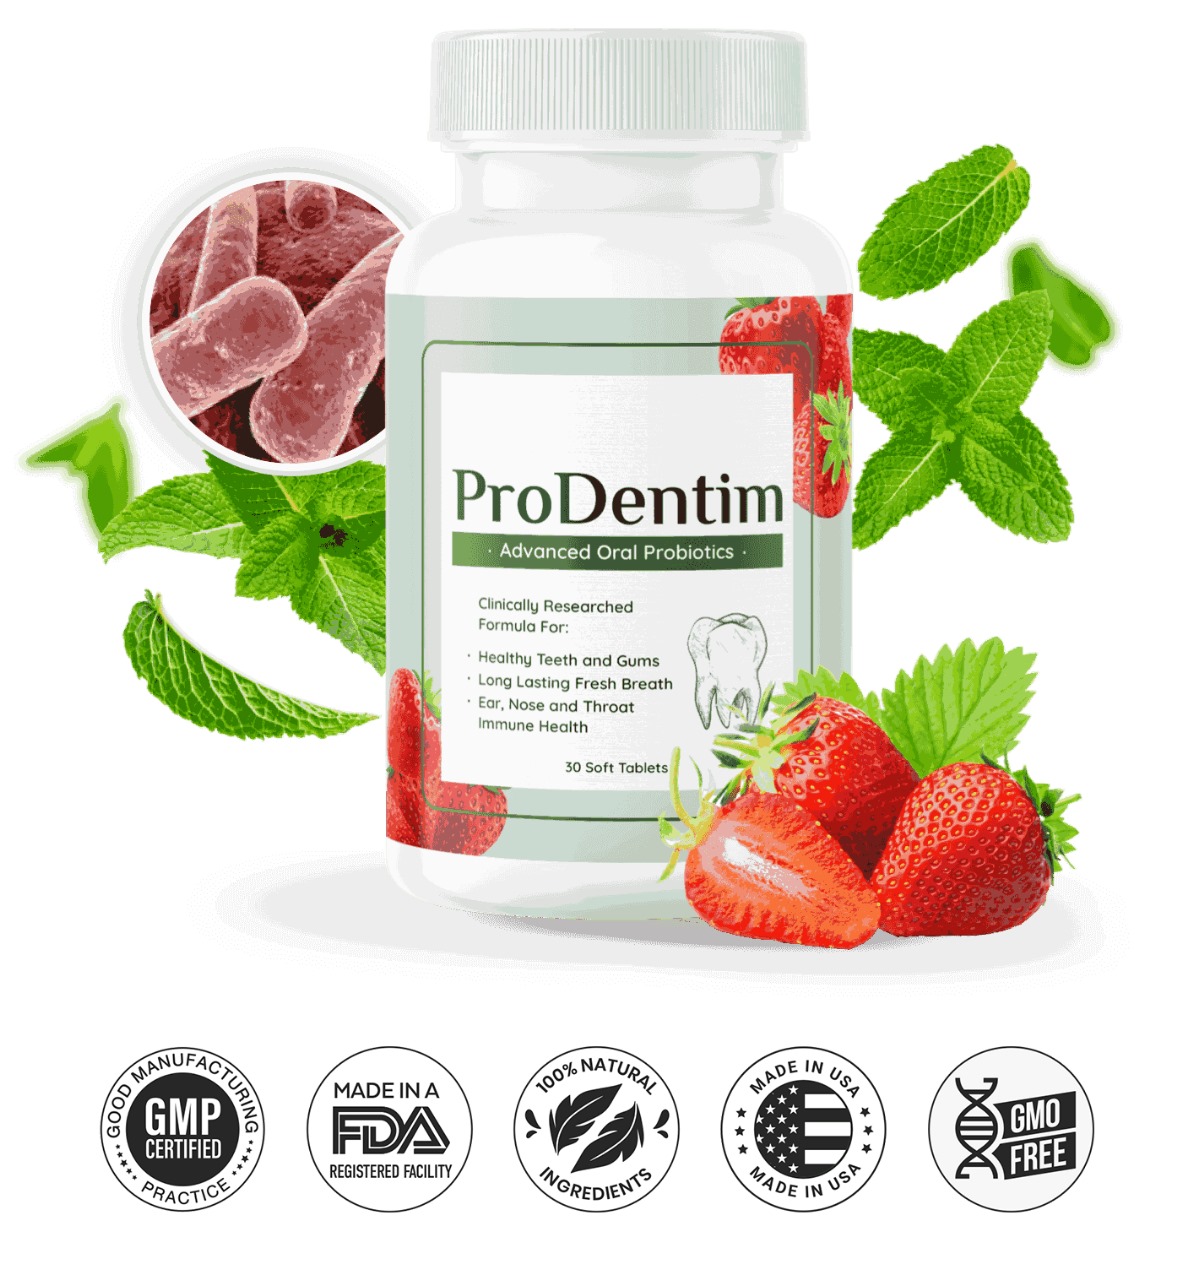 ProDentim
· Advanced Oral Probiotics ·
Clinically Researched
Formula For:
· Healthy Teeth and Gums
· Long Lasting Fresh Breath
· Ear, Nose and Throat
Immune Health
30 Soft Tablets
GOOD MANUFACTURING
GMP
CERTIFIED
PRACTICE
MADE IN A
FDA
REGISTERED FACILITY
100% NATURAL
INGREDIENTS
MADE IN USA
MADE IN USA
GMO
FREE